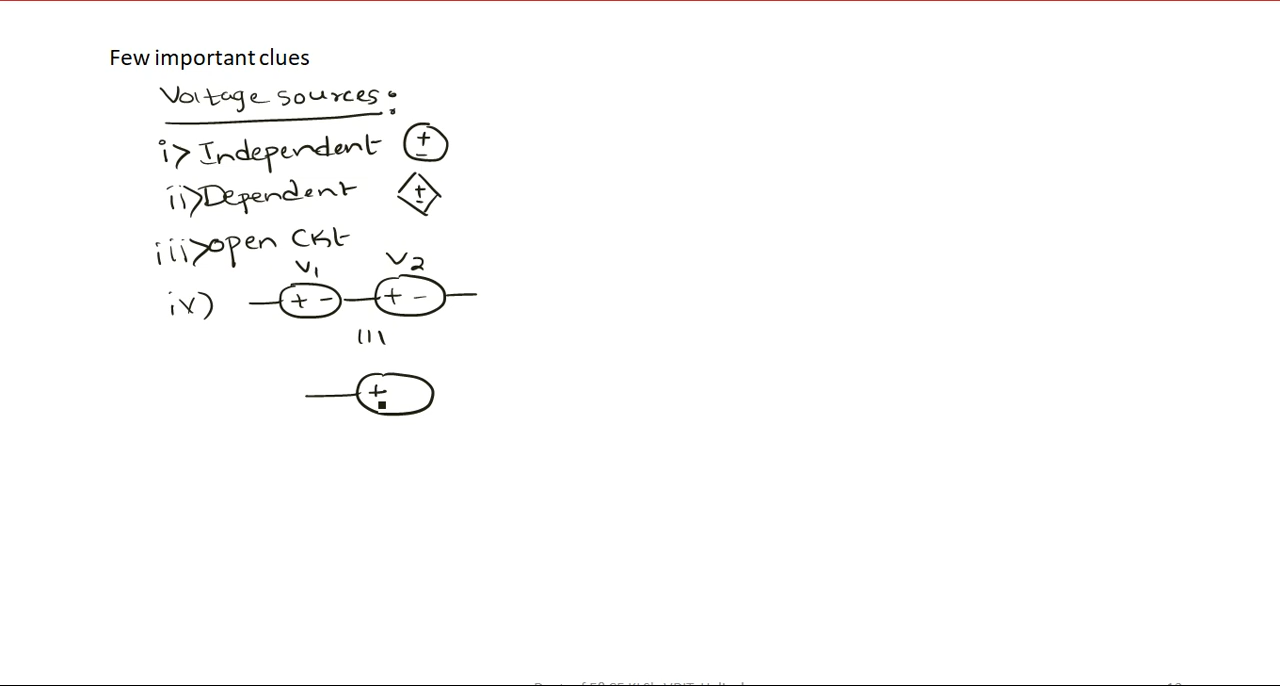 Few important clues
Voltage sources:
i> Independent + -
ii> Dependent + -
iii> open Ckt
V1 V2
iv) + - + -
+